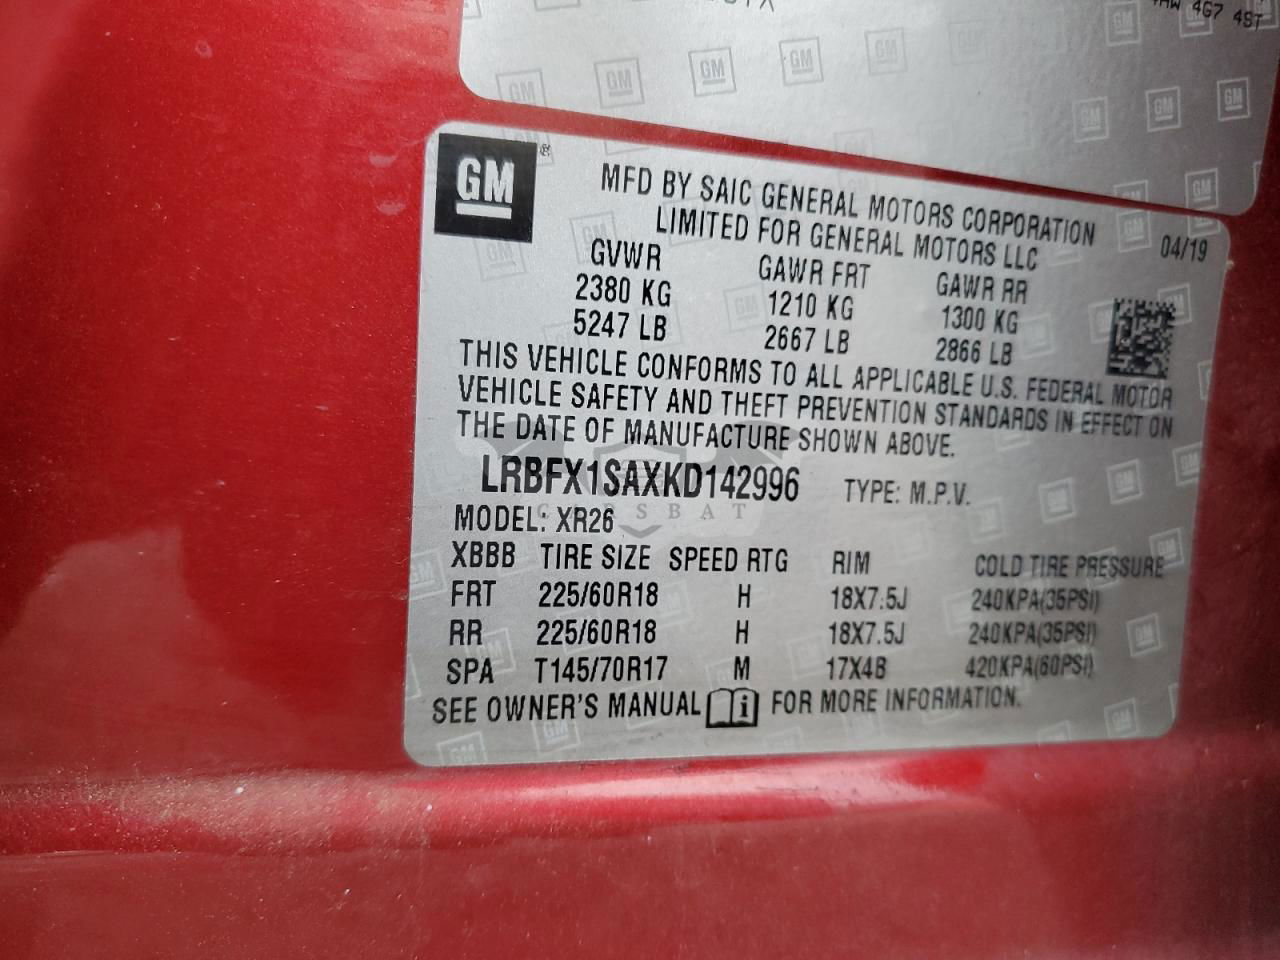 4G7 4ST
GM
MFD BY SAIC GENERAL MOTORS CORPORATION
LIMITED FOR GENERAL MOTORS LLC
04/19
GVWR GAWR FRT GAWR RR
2380 KG 1210 KG 1300 KG
5247 LB 2667 LB 2866 LB
THIS VEHICLE CONFORMS TO ALL APPLICABLE U.S. FEDERAL MOTOR
VEHICLE SAFETY AND THEFT PREVENTION STANDARDS IN EFFECT ON
THE DATE OF MANUFACTURE SHOWN ABOVE.
LRBFX1SAXKD142996 TYPE: M.P.V.
MODEL: XR26
XBBB TIRE SIZE SPEED RTG RIM COLD TIRE PRESSURE
FRT 225/60R18 H 18X7.5J 240KPA(35PSI)
RR 225/60R18 H 18X7.5J 240KPA(35PSI)
SPA T145/70R17 M 17X4B 420KPA(60PSI)
SEE OWNER'S MANUAL i FOR MORE INFORMATION.